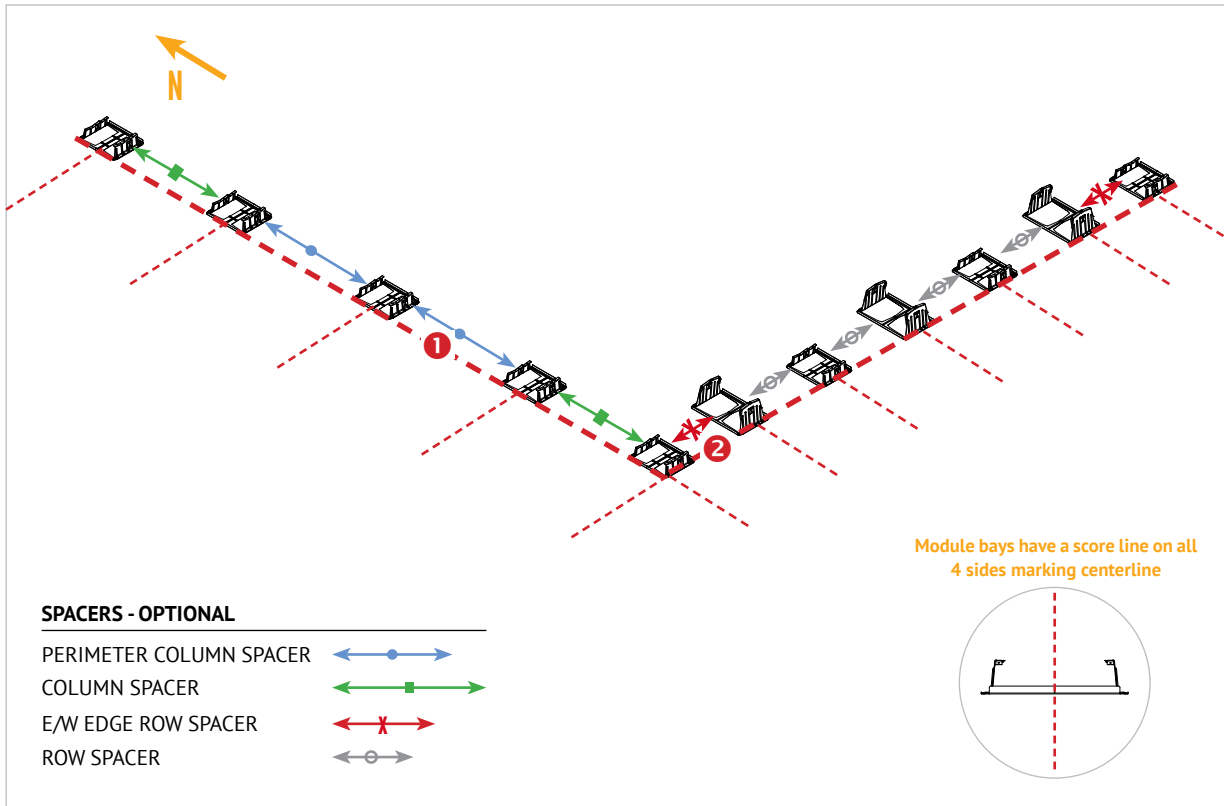 N
1
2
Module bays have a score line on all
4 sides marking centerline
SPACERS - OPTIONAL
PERIMETER COLUMN SPACER
COLUMN SPACER
E/W EDGE ROW SPACER
ROW SPACER